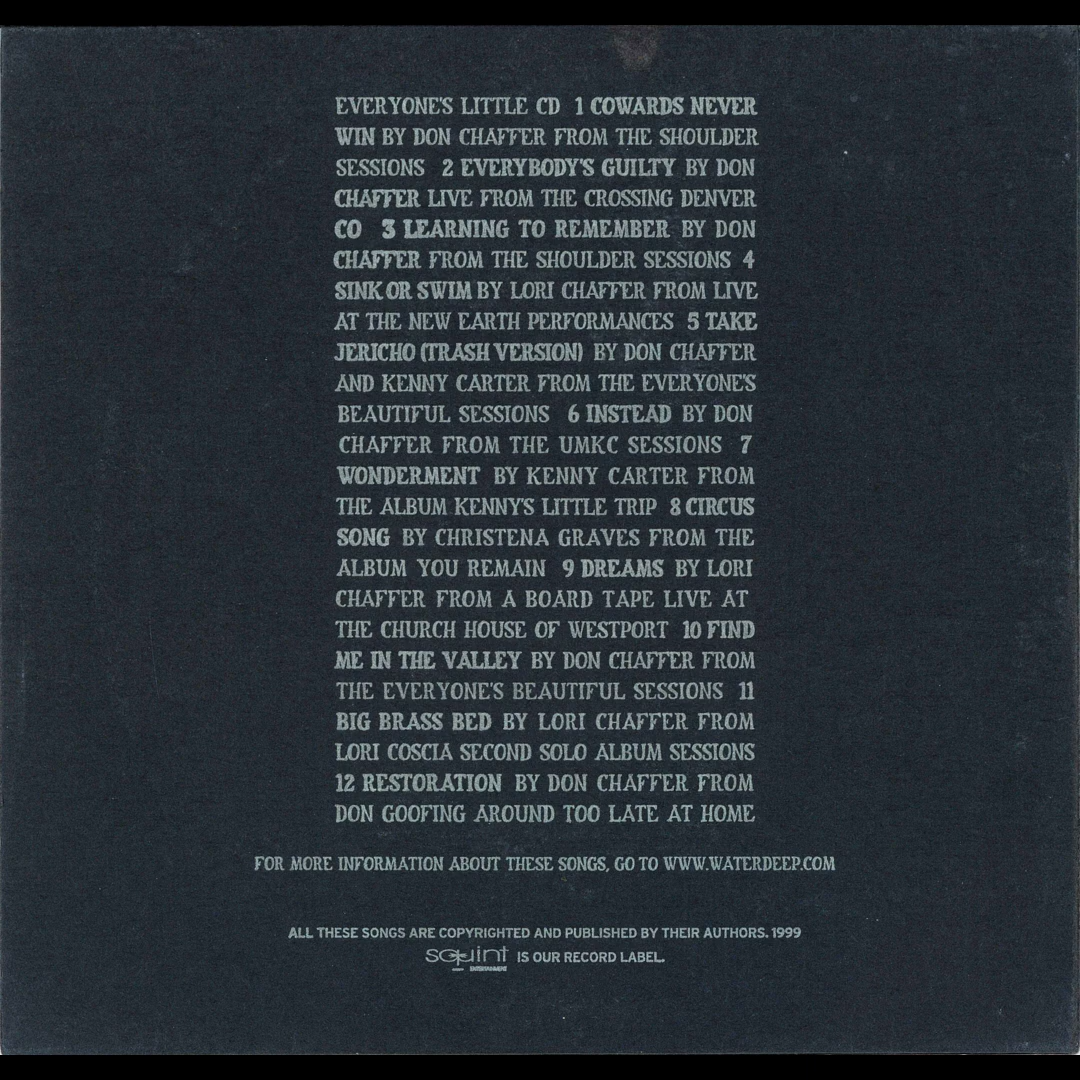 EVERYONE'S LITTLE CD 1 COWARDS NEVER
WIN BY DON CHAFFER FROM THE SHOULDER
SESSIONS 2 EVERYBODY'S GUILTY BY DON
CHAFFER LIVE FROM THE CROSSING DENVER
CO 3 LEARNING TO REMEMBER BY DON
CHAFFER FROM THE SHOULDER SESSIONS 4
SINK OR SWIM BY LORI CHAFFER FROM LIVE
AT THE NEW EARTH PERFORMANCES 5 TAKE
JERICHO (TRASH VERSION) BY DON CHAFFER
AND KENNY CARTER FROM THE EVERYONE'S
BEAUTIFUL SESSIONS 6 INSTEAD BY DON
CHAFFER FROM THE UMKC SESSIONS 7
WONDERMENT BY KENNY CARTER FROM
THE ALBUM KENNY'S LITTLE TRIP 8 CIRCUS
SONG BY CHRISTENA GRAVES FROM THE
ALBUM YOU REMAIN 9 DREAMS BY LORI
CHAFFER FROM A BOARD TAPE LIVE AT
THE CHURCH HOUSE OF WESTPORT 10 FIND
ME IN THE VALLEY BY DON CHAFFER FROM
THE EVERYONE'S BEAUTIFUL SESSIONS 11
BIG BRASS BED BY LORI CHAFFER FROM
LORI COSCIA SECOND SOLO ALBUM SESSIONS
12 RESTORATION BY DON CHAFFER FROM
DON GOOFING AROUND TOO LATE AT HOME
FOR MORE INFORMATION ABOUT THESE SONGS, GO TO WWW.WATERDEEP.COM
ALL THESE SONGS ARE COPYRIGHTED AND PUBLISHED BY THEIR AUTHORS. 1999
squint IS OUR RECORD LABEL.
ENTERTAINMENT